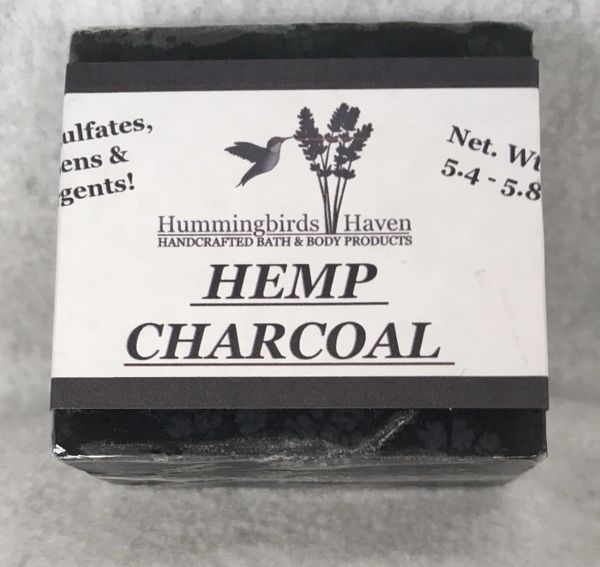 ulfates,
ens &
gents!
Net. Wt
5.4 - 5.8
Hummingbirds Haven
HANDCRAFTED BATH & BODY PRODUCTS
HEMP
CHARCOAL